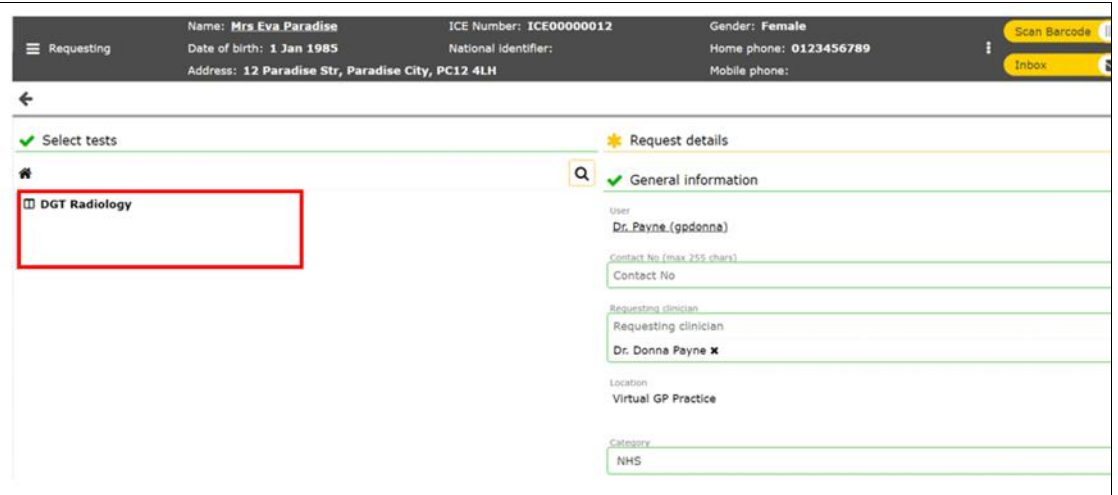 Requesting
Name: Mrs Eva Paradise
Date of birth: 1 Jan 1985
Address: 12 Paradise Str, Paradise City, PC12 4LH
ICE Number: ICE00000012
National Identifier:
Gender: Female
Home phone: 0123456789
Mobile phone:
Scan Barcode
Inbox
Select tests
DGT Radiology
Request details
General information
User
Dr. Payne (gpdonna)
Contact No (max 255 chars)
Contact No
Requesting clinician
Requesting clinician
Dr. Donna Payne ✖
Location
Virtual GP Practice
Category
NHS